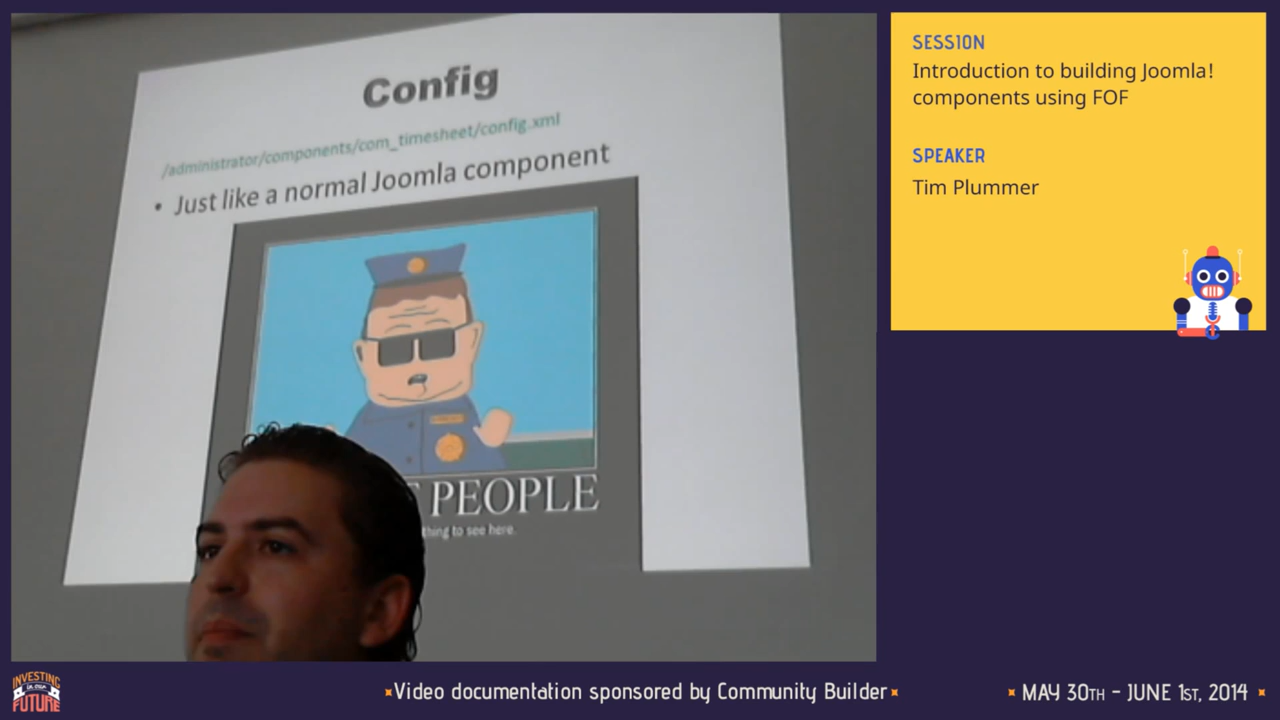 Config
/administrator/components/com_timesheet/config.xml
• Just like a normal Joomla component
PEOPLE
to see here.
SESSION
Introduction to building Joomla!
components using FOF
SPEAKER
Tim Plummer
INVESTING
IN OUR
FUTURE
Video documentation sponsored by Community Builder
MAY 30TH - JUNE 1ST, 2014